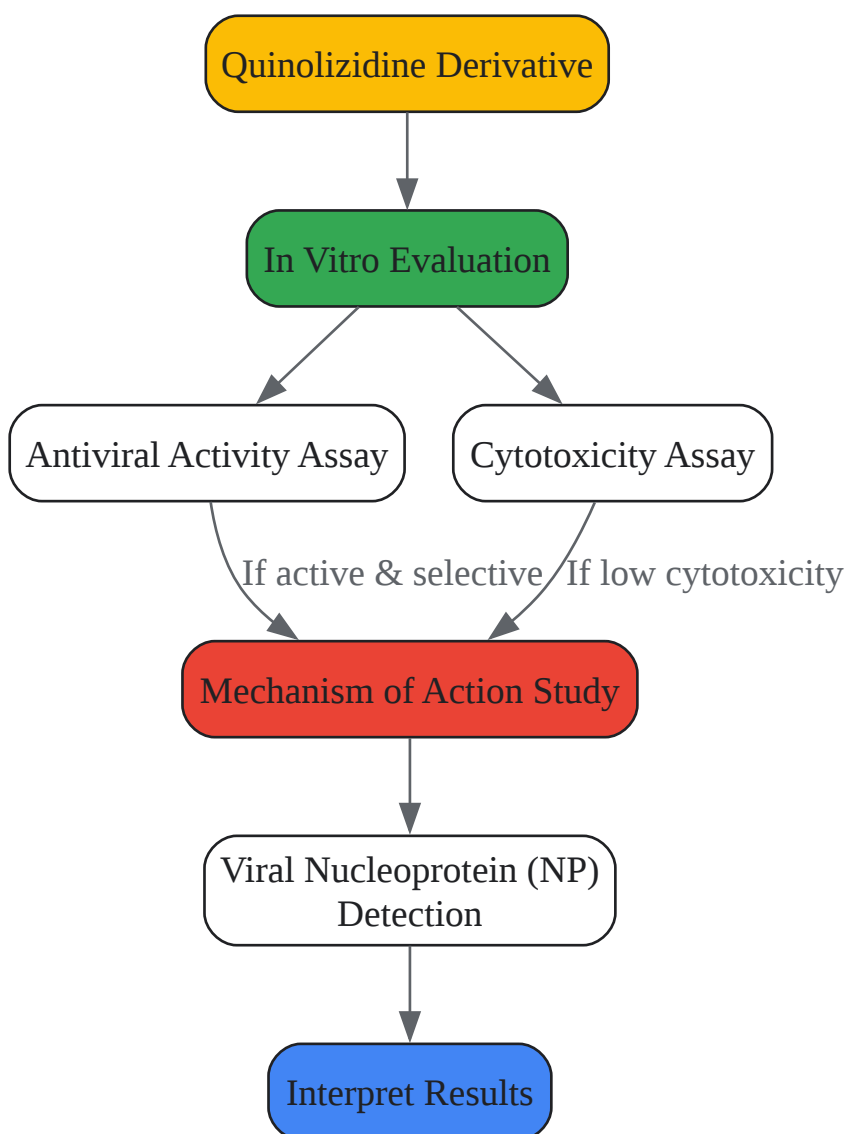 Quinolizidine Derivative
In Vitro Evaluation
Antiviral Activity Assay
Cytotoxicity Assay
If active & selective
If low cytotoxicity
Mechanism of Action Study
Viral Nucleoprotein (NP)
Detection
Interpret Results